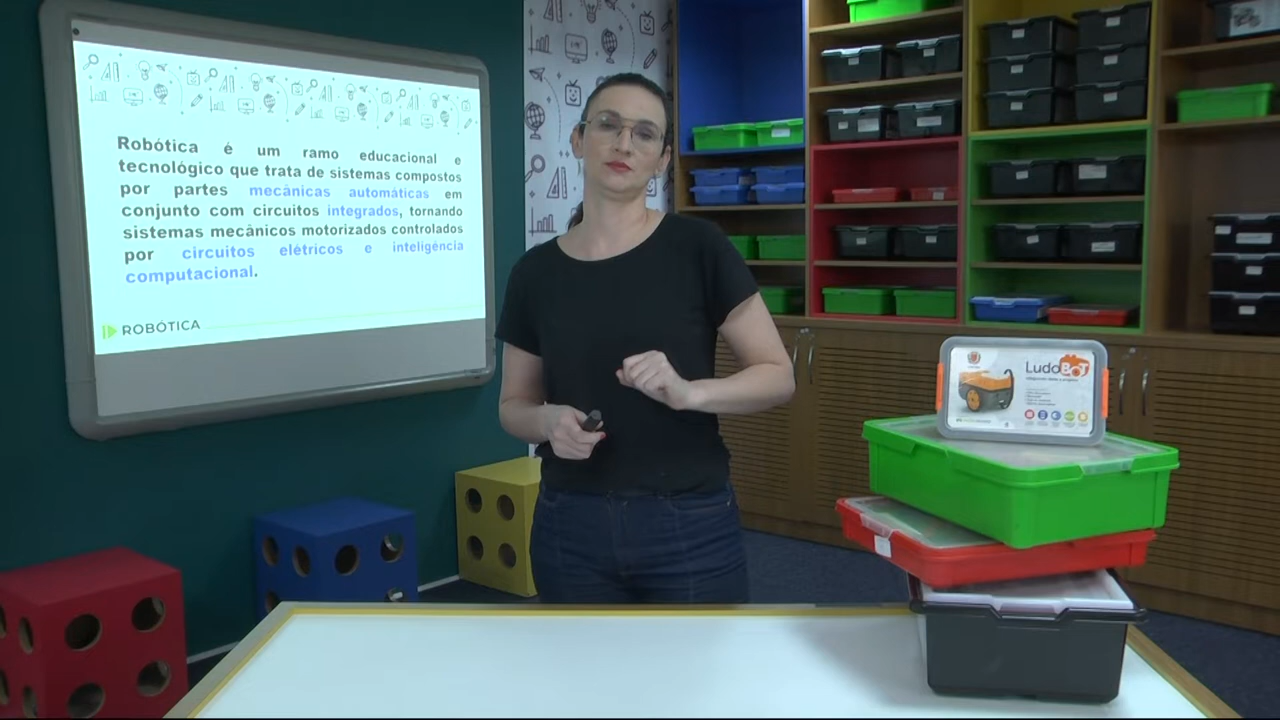 Robótica é um ramo educacional e
tecnológico que trata de sistemas compostos
por partes mecânicas automáticas em
conjunto com circuitos integrados, tornando
sistemas mecânicos motorizados controlados
por circuitos elétricos e inteligência
computacional.
ROBÓTICA
LudoBOT